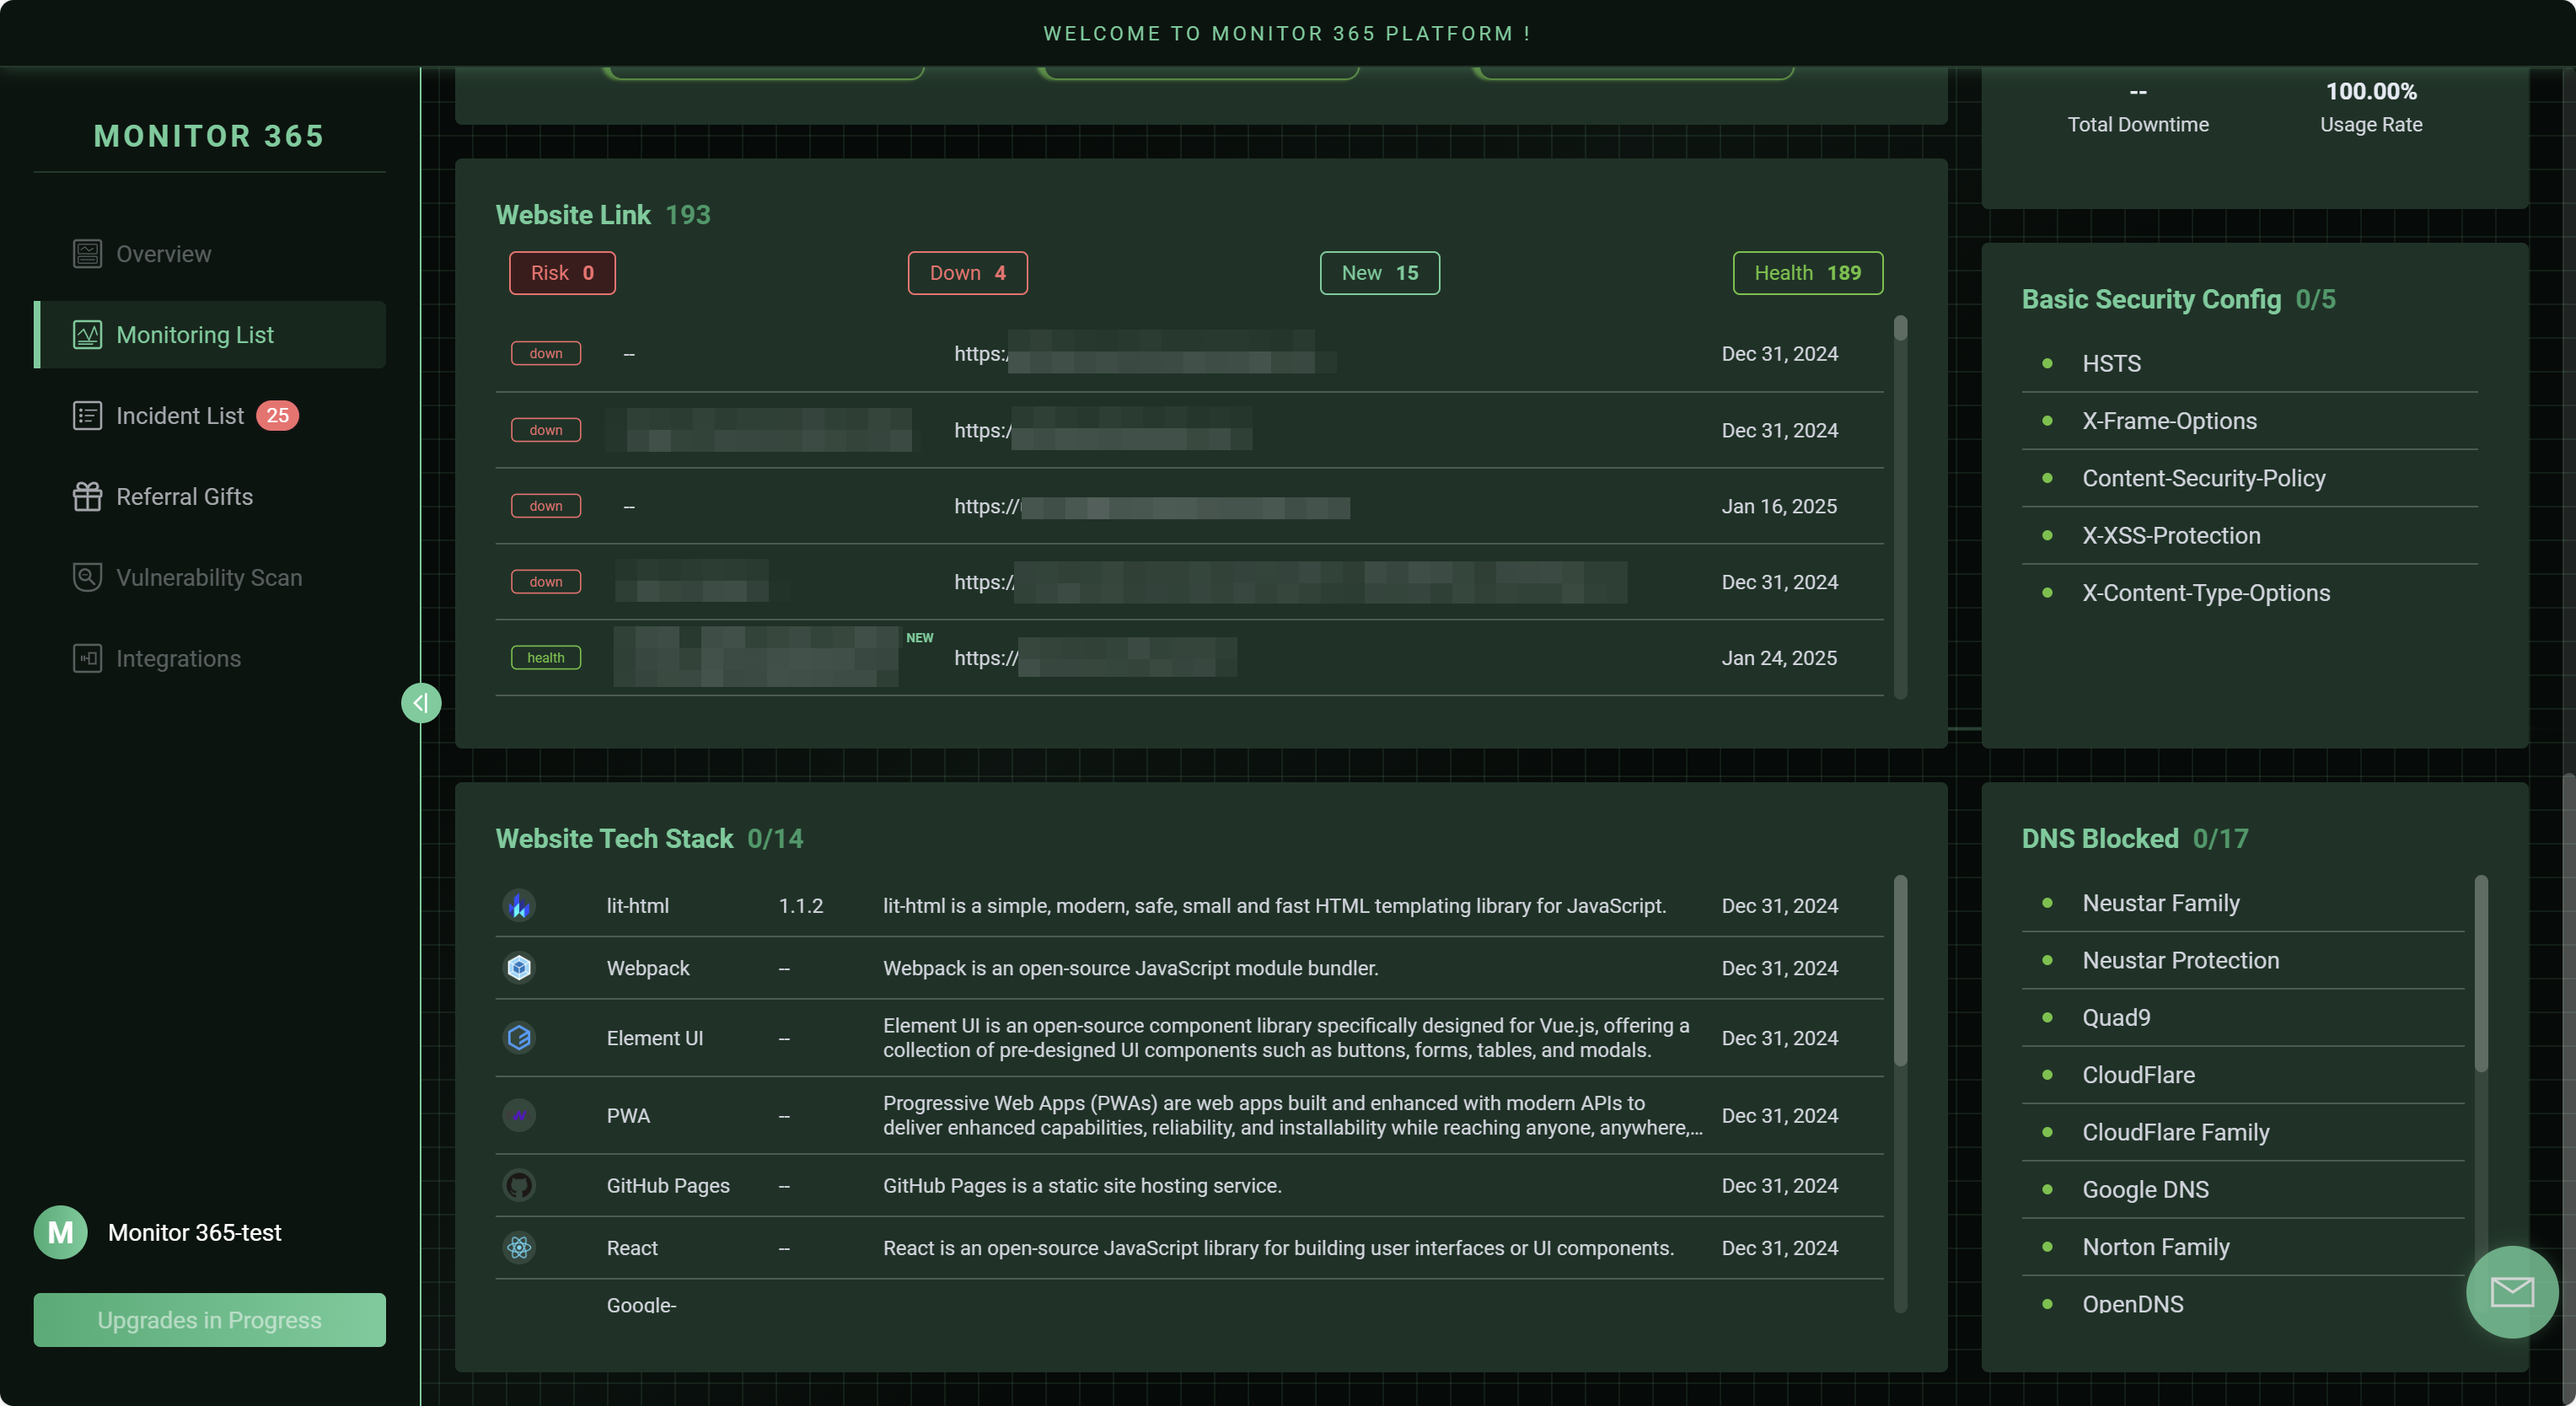 WELCOME TO MONITOR 365 PLATFORM !
MONITOR 365
Overview
Monitoring List
Incident List 25
Referral Gifts
Vulnerability Scan
Integrations
M Monitor 365-test
Upgrades in Progress
-- 100.00%
Total Downtime Usage Rate
Website Link 193
Risk 0 Down 4 New 15 Health 189
down -- https:/ Dec 31, 2024
down https:/ Dec 31, 2024
down -- https:// Jan 16, 2025
down https:/ Dec 31, 2024
health NEW https:// Jan 24, 2025
Basic Security Config 0/5
HSTS
X-Frame-Options
Content-Security-Policy
X-XSS-Protection
X-Content-Type-Options
Website Tech Stack 0/14
lit-html 1.1.2 lit-html is a simple, modern, safe, small and fast HTML templating library for JavaScript. Dec 31, 2024
Webpack -- Webpack is an open-source JavaScript module bundler. Dec 31, 2024
Element UI -- Element UI is an open-source component library specifically designed for Vue.js, offering a
collection of pre-designed UI components such as buttons, forms, tables, and modals. Dec 31, 2024
PWA -- Progressive Web Apps (PWAs) are web apps built and enhanced with modern APIs to
deliver enhanced capabilities, reliability, and installability while reaching anyone, anywhere,... Dec 31, 2024
GitHub Pages -- GitHub Pages is a static site hosting service. Dec 31, 2024
React -- React is an open-source JavaScript library for building user interfaces or UI components. Dec 31, 2024
Google-
DNS Blocked 0/17
Neustar Family
Neustar Protection
Quad9
CloudFlare
CloudFlare Family
Google DNS
Norton Family
OpenDNS